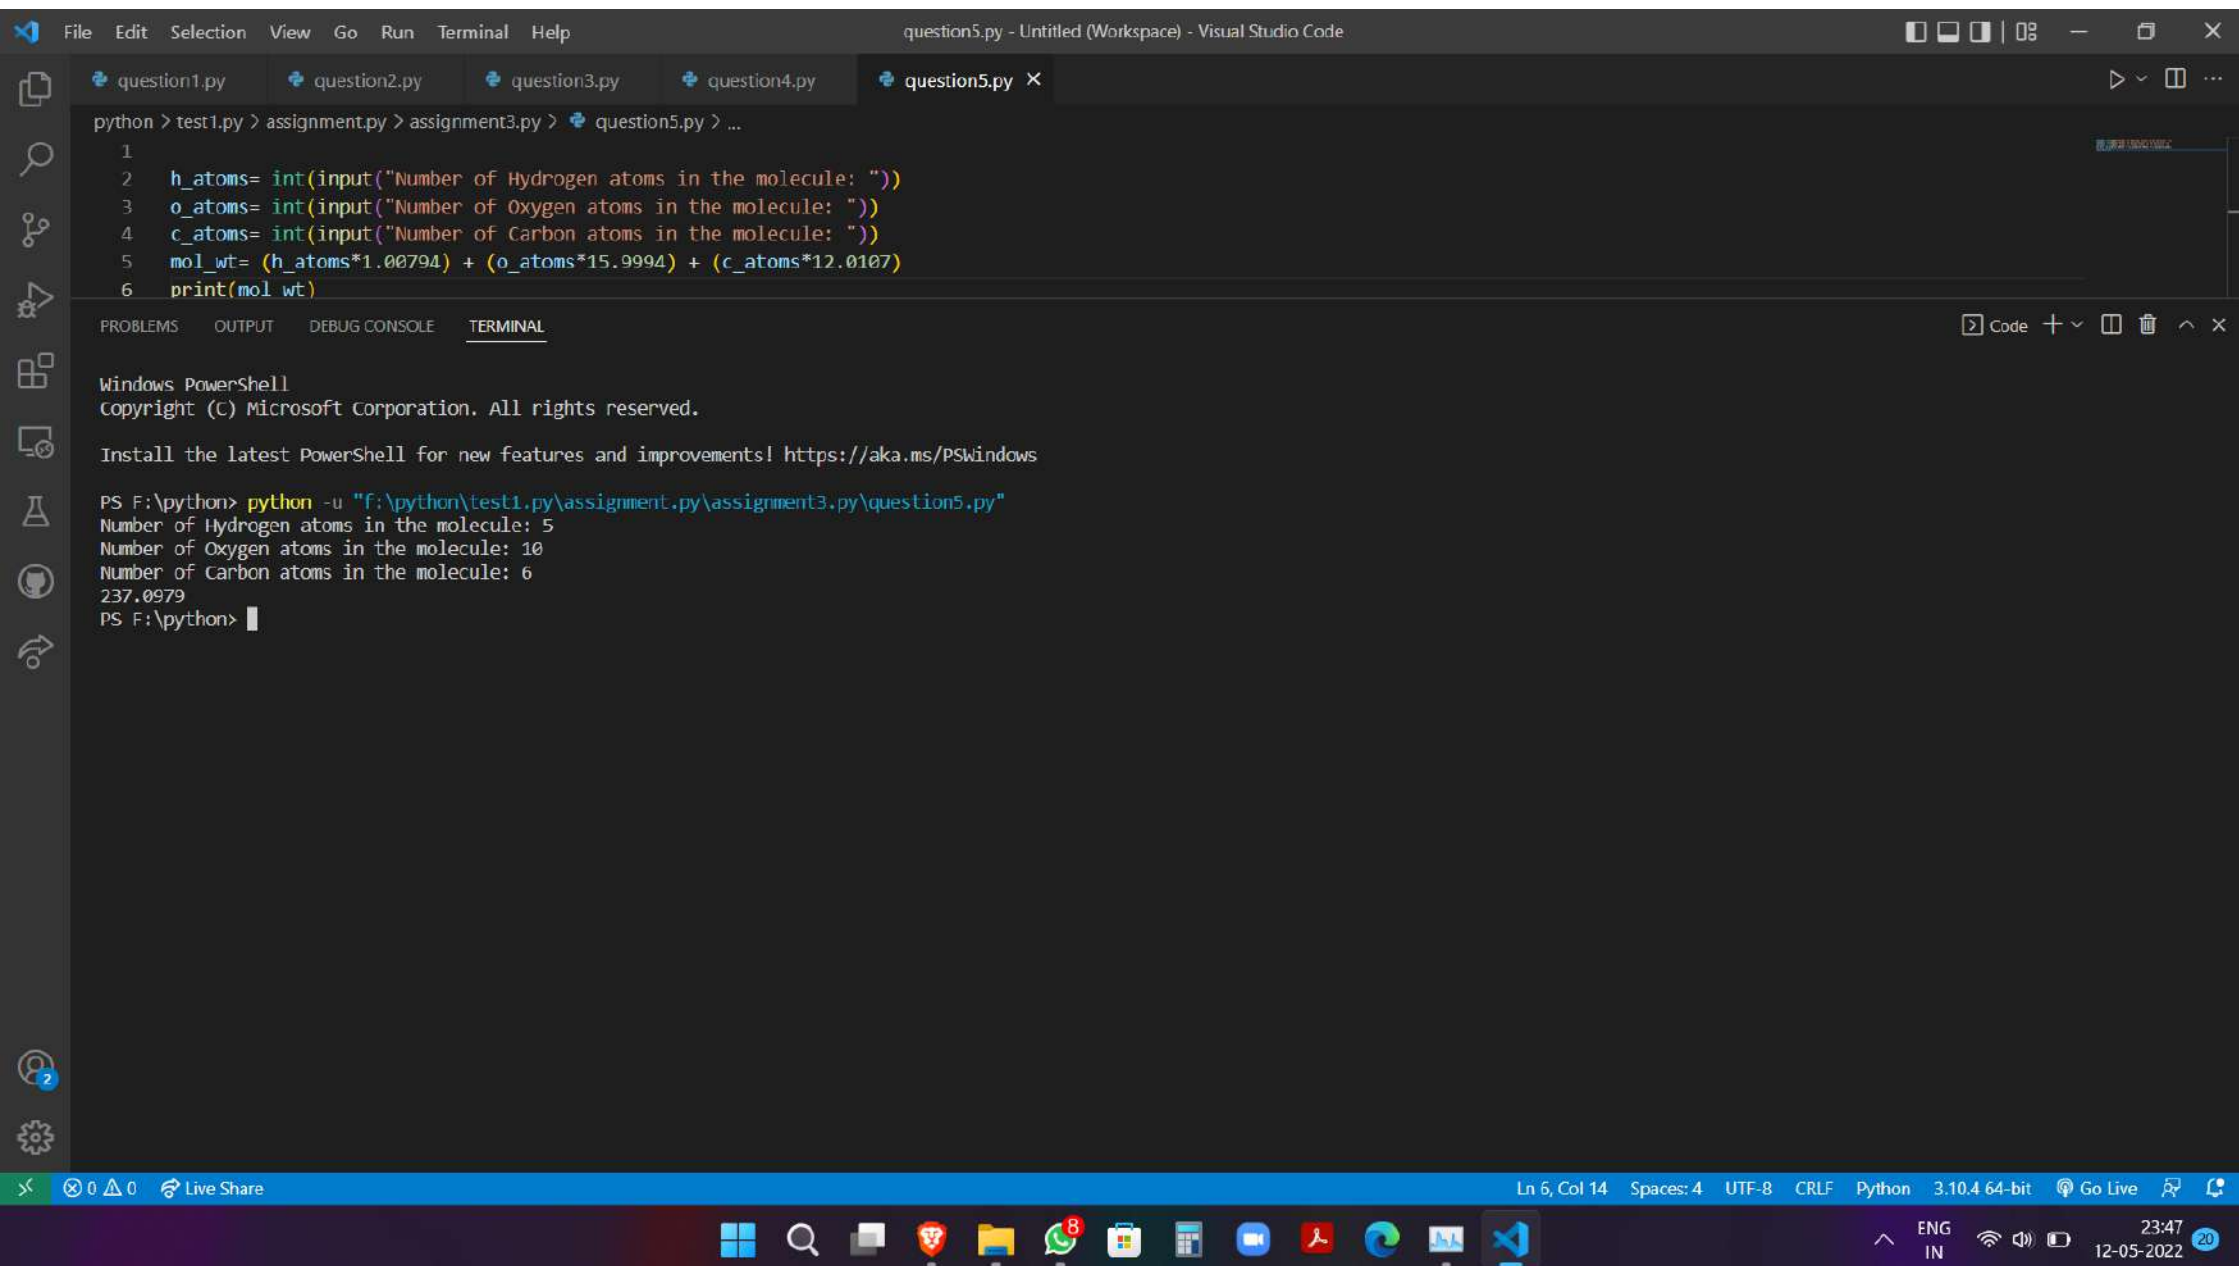 File Edit Selection View Go Run Terminal Help question5.py - Untitled (Workspace) - Visual Studio Code
question1.py question2.py question3.py question4.py question5.py
python > test1.py > assignment.py > assignment3.py > question5.py > ...
1
2 h_atoms= int(input("Number of Hydrogen atoms in the molecule: "))
3 o_atoms= int(input("Number of Oxygen atoms in the molecule: "))
4 c_atoms= int(input("Number of Carbon atoms in the molecule: "))
5 mol_wt= (h_atoms*1.00794) + (o_atoms*15.9994) + (c_atoms*12.0107)
6 print(mol_wt)
PROBLEMS OUTPUT DEBUG CONSOLE TERMINAL Code
Windows PowerShell
Copyright (C) Microsoft Corporation. All rights reserved.
Install the latest PowerShell for new features and improvements! https://aka.ms/PSWindows
PS F:\python> python -u "f:\python\test1.py\assignment.py\assignment3.py\question5.py"
Number of Hydrogen atoms in the molecule: 5
Number of Oxygen atoms in the molecule: 10
Number of Carbon atoms in the molecule: 6
237.0979
PS F:\python>
2
0 0 Live Share Ln 6, Col 14 Spaces: 4 UTF-8 CRLF Python 3.10.4 64-bit Go Live
8
ENG 23:47
IN 12-05-2022 20